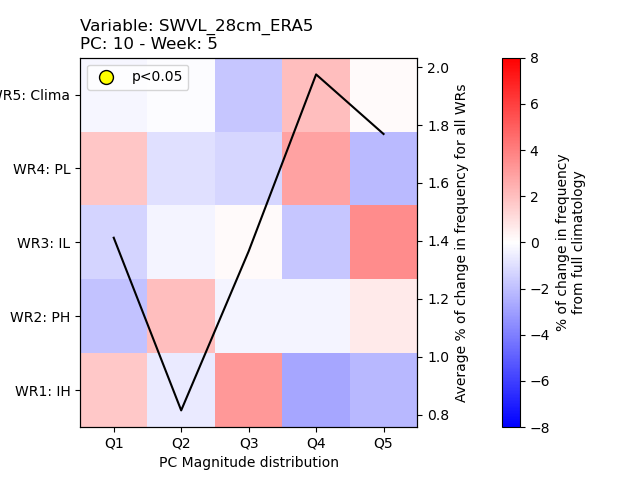 Variable: SWVL_28cm_ERA5
PC: 10 - Week: 5
p<0.05
WR5: Clima
WR4: PL
WR3: IL
WR2: PH
WR1: IH
Q1 Q2 Q3 Q4 Q5
PC Magnitude distribution
2.0
1.8
1.6
1.4
1.2
1.0
0.8
Average % of change in frequency for all WRs
8
6
4
2
0
−2
−4
−6
−8
% of change in frequency
from full climatology